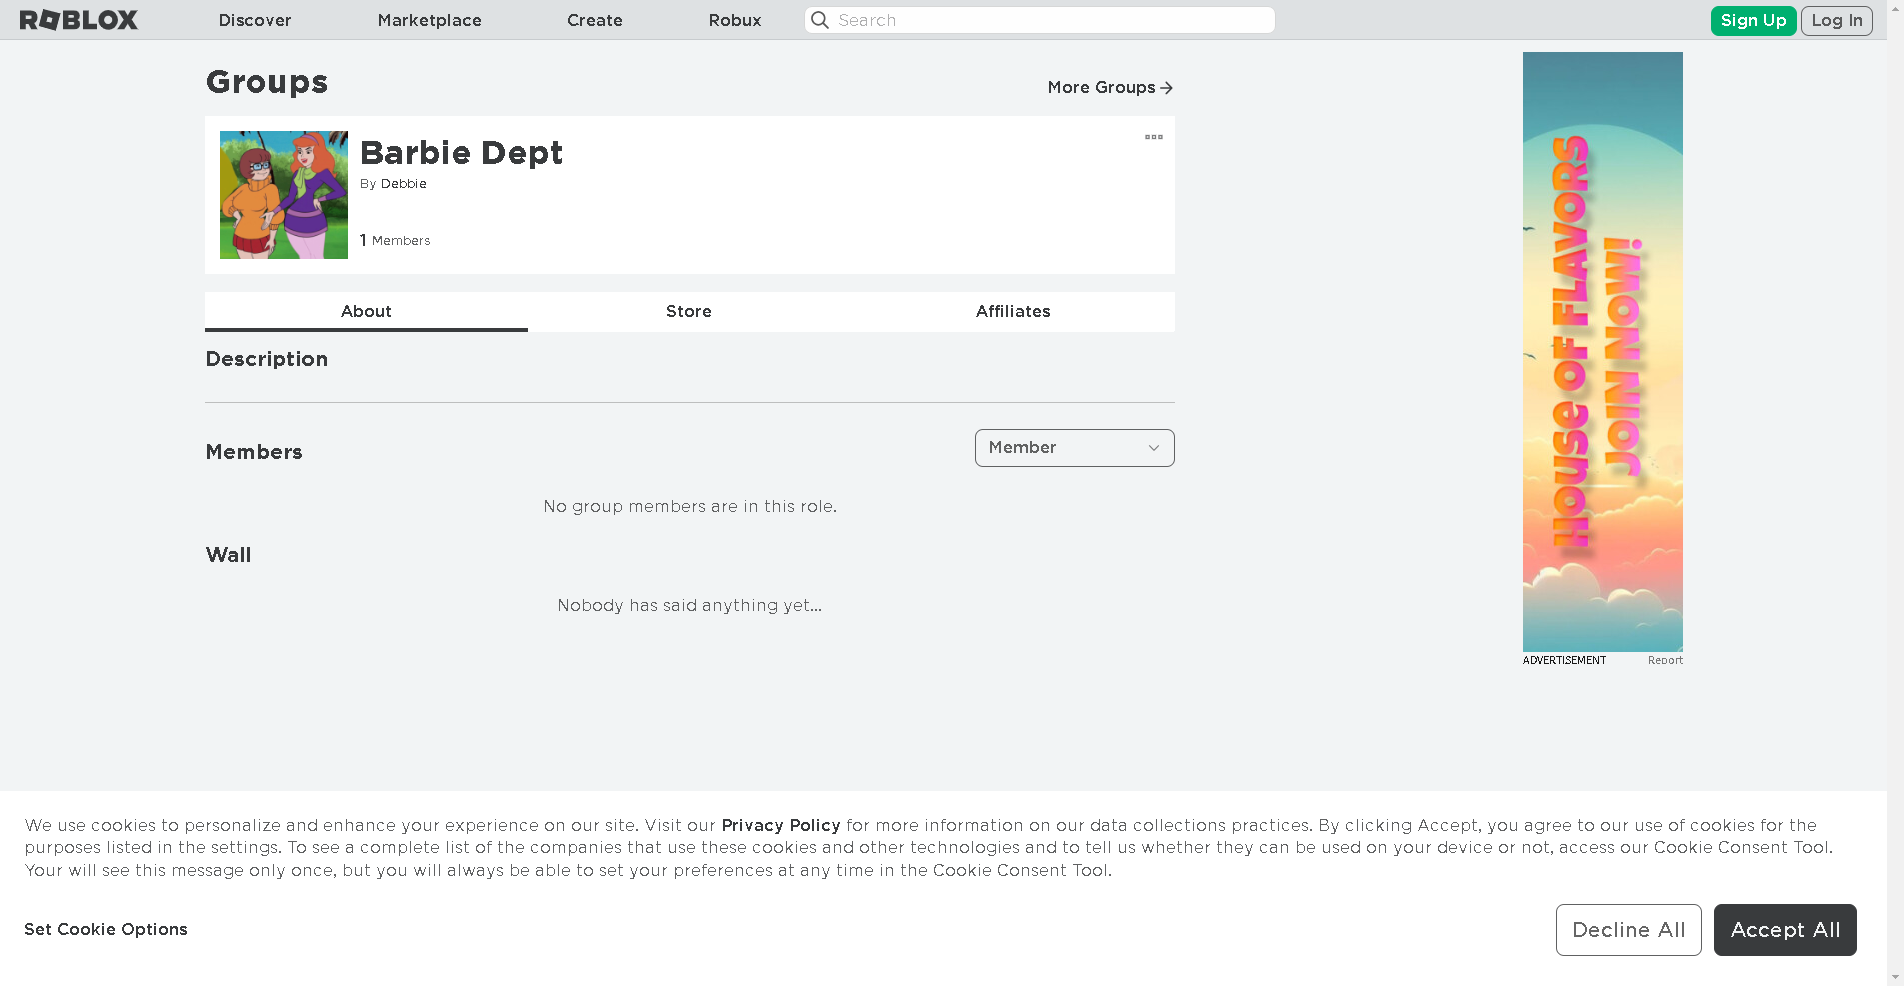 ROBLOX
Discover
Marketplace
Create
Robux
Search
Sign Up
Log In
Groups
More Groups
Barbie Dept
By Debbie
1 Members
About
Store
Affiliates
Description
Members
Member
No group members are in this role.
Wall
Nobody has said anything yet...
HOUSE OF FLAVORS
JOIN NOW!
ADVERTISEMENT
Report
We use cookies to personalize and enhance your experience on our site. Visit our Privacy Policy for more information on our data collections practices. By clicking Accept, you agree to our use of cookies for the
purposes listed in the settings. To see a complete list of the companies that use these cookies and other technologies and to tell us whether they can be used on your device or not, access our Cookie Consent Tool.
Your will see this message only once, but you will always be able to set your preferences at any time in the Cookie Consent Tool.
Set Cookie Options
Decline All
Accept All